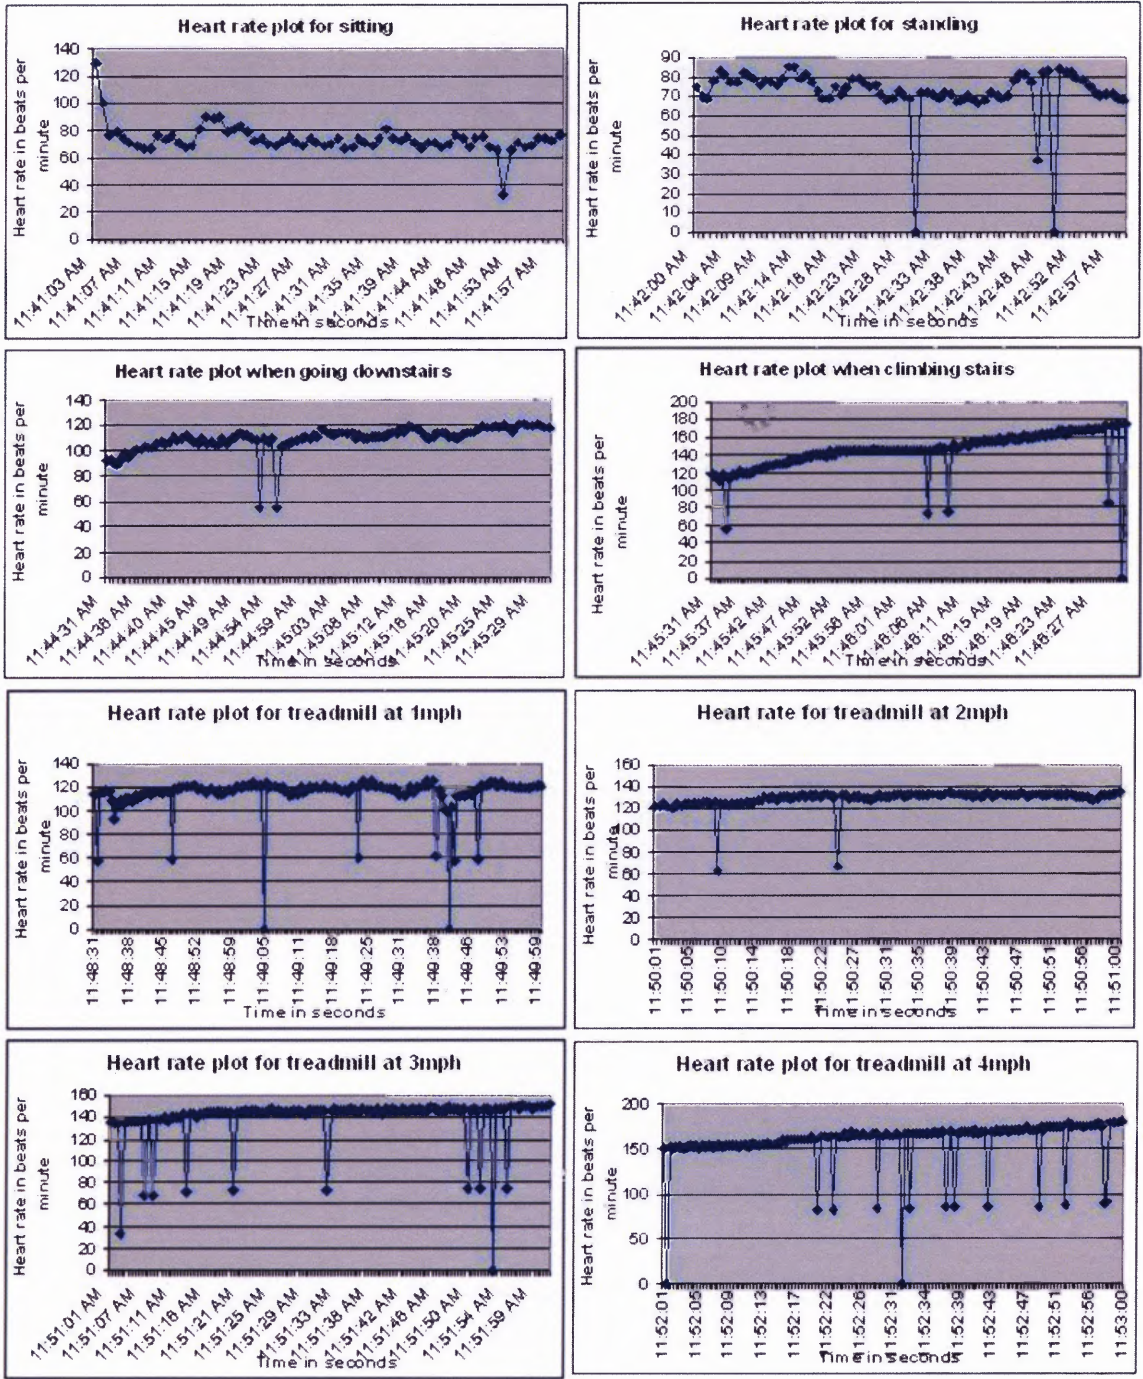 Heart rate plot for sitting
Heart rate in beats per
minute
140
120
100
80
60
40
20
0
11:41:03 AM
11:41:07 AM
11:41:11 AM
11:41:15 AM
11:41:19 AM
11:41:23 AM
11:41:27 AM
11:41:31 AM
11:41:35 AM
11:41:39 AM
11:41:44 AM
11:41:48 AM
11:41:53 AM
11:41:57 AM
Time in seconds
Heart rate plot for standing
Heart rate in beats per
minute
90
80
70
60
50
40
30
20
10
0
11:42:00 AM
11:42:04 AM
11:42:09 AM
11:42:14 AM
11:42:18 AM
11:42:23 AM
11:42:28 AM
11:42:33 AM
11:42:38 AM
11:42:43 AM
11:42:48 AM
11:42:52 AM
11:42:57 AM
Time in seconds
Heart rate plot when going downstairs
Heart rate in beats per
minute
140
120
100
80
60
40
20
0
11:44:31 AM
11:44:36 AM
11:44:40 AM
11:44:45 AM
11:44:49 AM
11:44:54 AM
11:44:59 AM
11:45:03 AM
11:45:08 AM
11:45:12 AM
11:45:16 AM
11:45:20 AM
11:45:25 AM
11:45:29 AM
Time in seconds
Heart rate plot when climbing stairs
Heart rate in beats per
minute
200
180
160
140
120
100
80
60
40
20
0
11:45:31 AM
11:45:37 AM
11:45:42 AM
11:45:47 AM
11:45:52 AM
11:45:56 AM
11:46:01 AM
11:46:06 AM
11:46:11 AM
11:46:15 AM
11:46:19 AM
11:46:23 AM
11:46:27 AM
Time in seconds
Heart rate plot for treadmill at 1mph
Heart rate in beats per
minute
140
120
100
80
60
40
20
0
11:48:31
11:48:38
11:48:45
11:48:52
11:48:59
11:49:05
11:49:11
11:49:18
11:49:25
11:49:31
11:49:38
11:49:46
11:49:53
11:49:59
Time in seconds
Heart rate for treadmill at 2mph
Heart rate in beats per
minute
160
140
120
100
80
60
40
20
0
11:50:01
11:50:05
11:50:10
11:50:14
11:50:18
11:50:22
11:50:27
11:50:31
11:50:35
11:50:39
11:50:43
11:50:47
11:50:51
11:50:56
11:51:00
Time in seconds
Heart rate plot for treadmill at 3mph
Heart rate in beats per
minute
160
140
120
100
80
60
40
20
0
11:51:01 AM
11:51:07 AM
11:51:11 AM
11:51:16 AM
11:51:21 AM
11:51:25 AM
11:51:29 AM
11:51:33 AM
11:51:38 AM
11:51:42 AM
11:51:46 AM
11:51:50 AM
11:51:54 AM
11:51:59 AM
Time in seconds
Heart rate plot for treadmill at 4mph
Heart rate in beats per
minute
200
150
100
50
0
11:52:01
11:52:05
11:52:09
11:52:13
11:52:17
11:52:22
11:52:26
11:52:31
11:52:34
11:52:39
11:52:43
11:52:47
11:52:51
11:52:56
11:53:00
Time in seconds